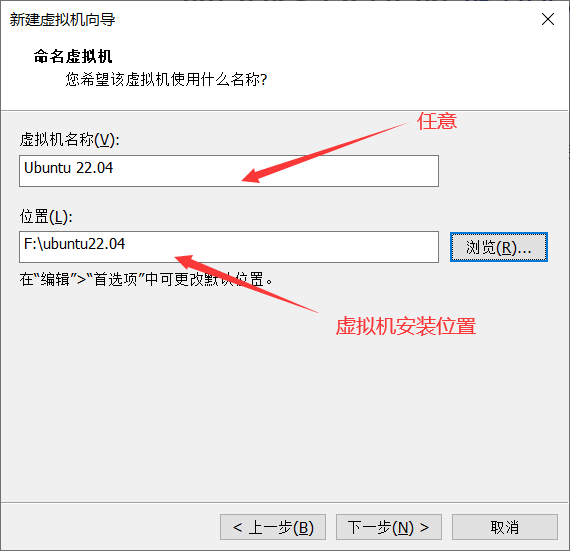 新建虚拟机向导
命名虚拟机
您希望该虚拟机使用什么名称?
任意
虚拟机名称(V):
Ubuntu 22.04
位置(L):
F:\ubuntu22.04
浏览(R)...
在“编辑”>“首选项”中可更改默认位置。
虚拟机安装位置
< 上一步(B)
下一步(N) >
取消